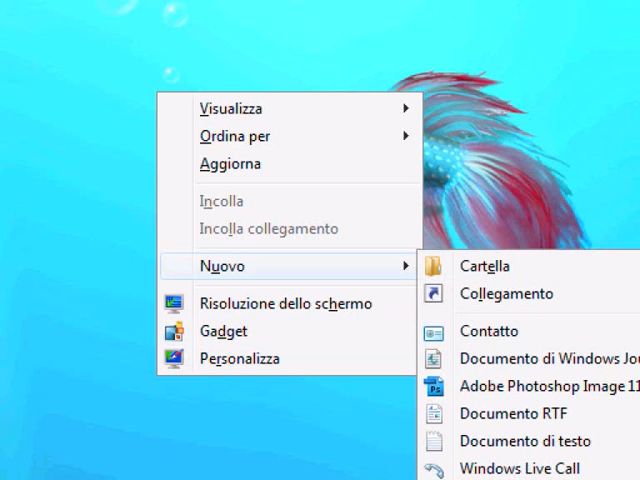 Visualizza
Ordina per
Aggiorna
Incolla
Incolla collegamento
Nuovo
Risoluzione dello schermo
Gadget
Personalizza
Cartella
Collegamento
Contatto
Documento di Windows Jou
Adobe Photoshop Image 11
Documento RTF
Documento di testo
Windows Live Call